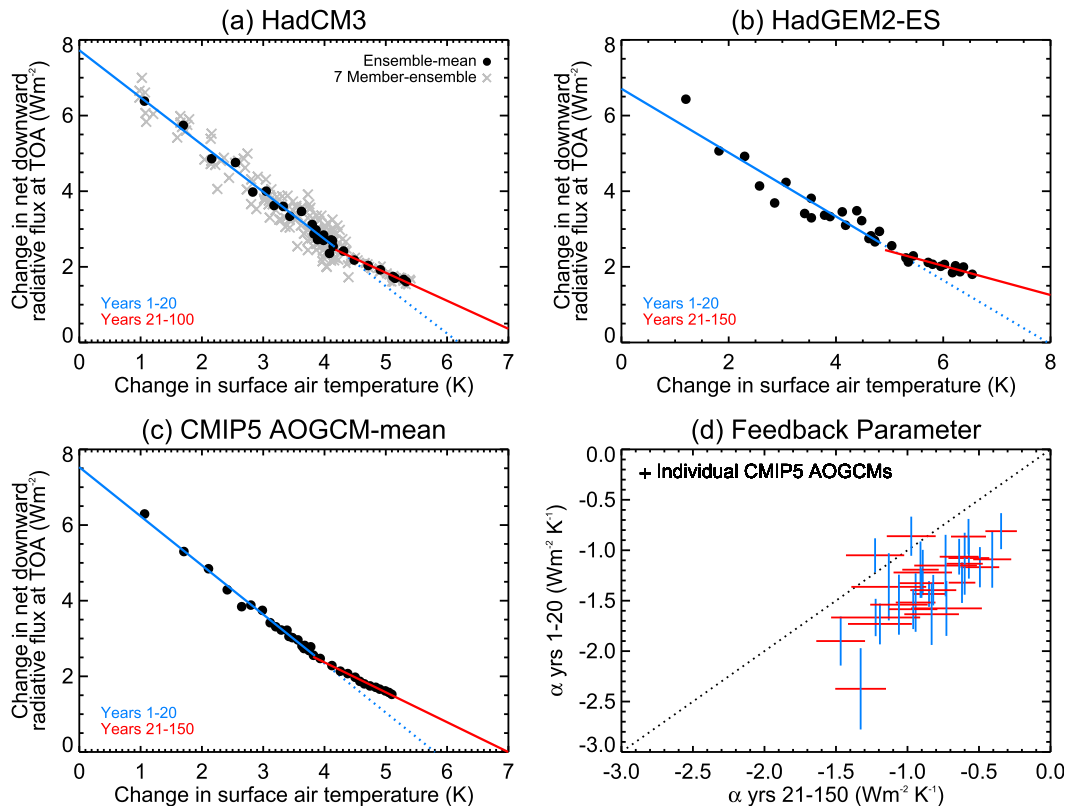 (a) HadCM3
Change in net downward
radiative flux at TOA (Wm-2)
8
6
4
2
0
Ensemble-mean
7 Member-ensemble
Years 1-20
Years 21-100
0 1 2 3 4 5 6 7
Change in surface air temperature (K)
(b) HadGEM2-ES
Change in net downward
radiative flux at TOA (Wm-2)
8
6
4
2
0
Years 1-20
Years 21-150
0 2 4 6 8
Change in surface air temperature (K)
(c) CMIP5 AOGCM-mean
Change in net downward
radiative flux at TOA (Wm-2)
8
6
4
2
0
Years 1-20
Years 21-150
0 1 2 3 4 5 6 7
Change in surface air temperature (K)
(d) Feedback Parameter
α yrs 1-20 (Wm-2 K-1)
0.0
-0.5
-1.0
-1.5
-2.0
-2.5
-3.0
+ Individual CMIP5 AOGCMs
-3.0 -2.5 -2.0 -1.5 -1.0 -0.5 0.0
α yrs 21-150 (Wm-2 K-1)